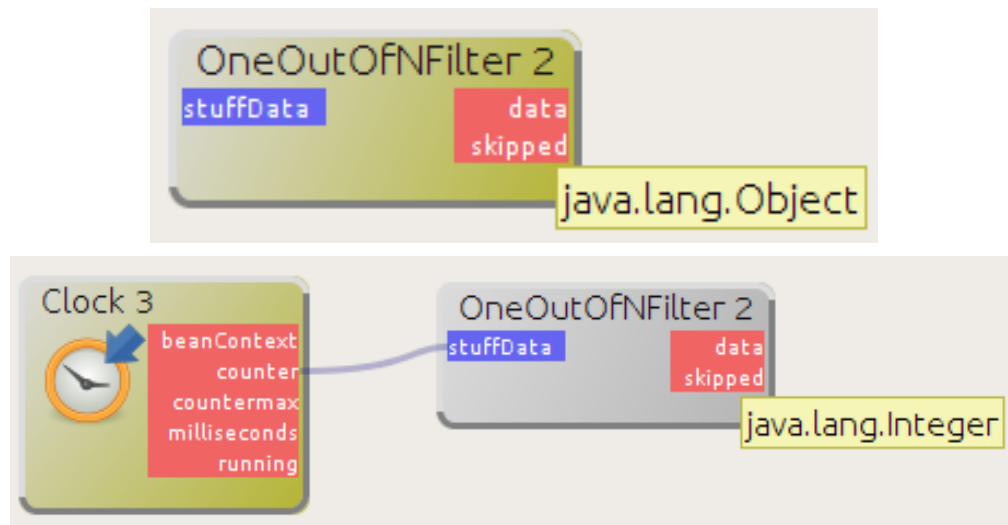 OneOutOfNFilter 2
stuffData
data
skipped
java.lang.Object
Clock 3
beanContext
counter
countermax
milliseconds
running
OneOutOfNFilter 2
stuffData
data
skipped
java.lang.Integer